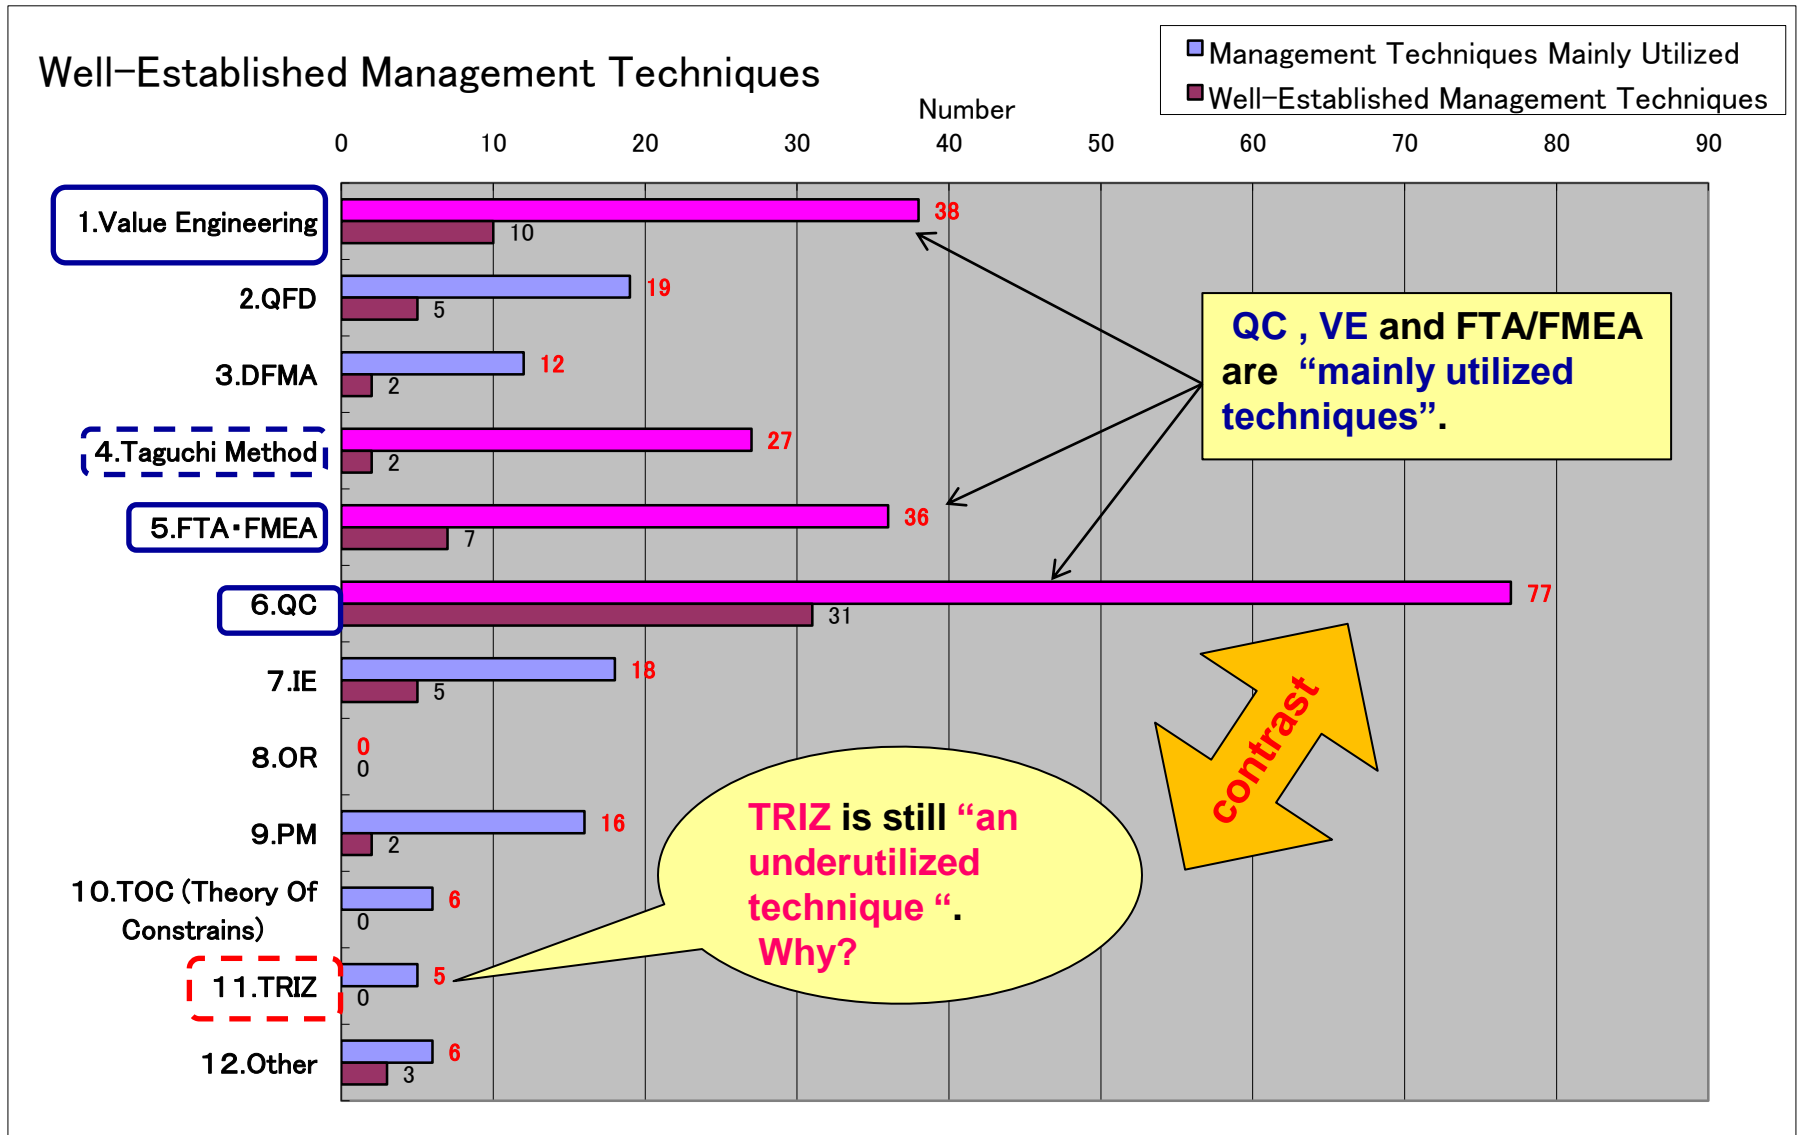 Well-Established Management Techniques
Management Techniques Mainly Utilized
Well-Established Management Techniques
Number
0 10 20 30 40 50 60 70 80 90
1.Value Engineering
38
10
2.QFD
19
5
3.DFMA
12
2
4.Taguchi Method
27
2
5.FTA・FMEA
36
7
6.QC
77
31
7.IE
18
5
8.OR
0
0
9.PM
16
2
10.TOC (Theory Of
Constrains)
6
0
11.TRIZ
5
0
12.Other
6
3
QC , VE and FTA/FMEA
are “mainly utilized
techniques”.
contrast
TRIZ is still “an
underutilized
technique “.
Why?